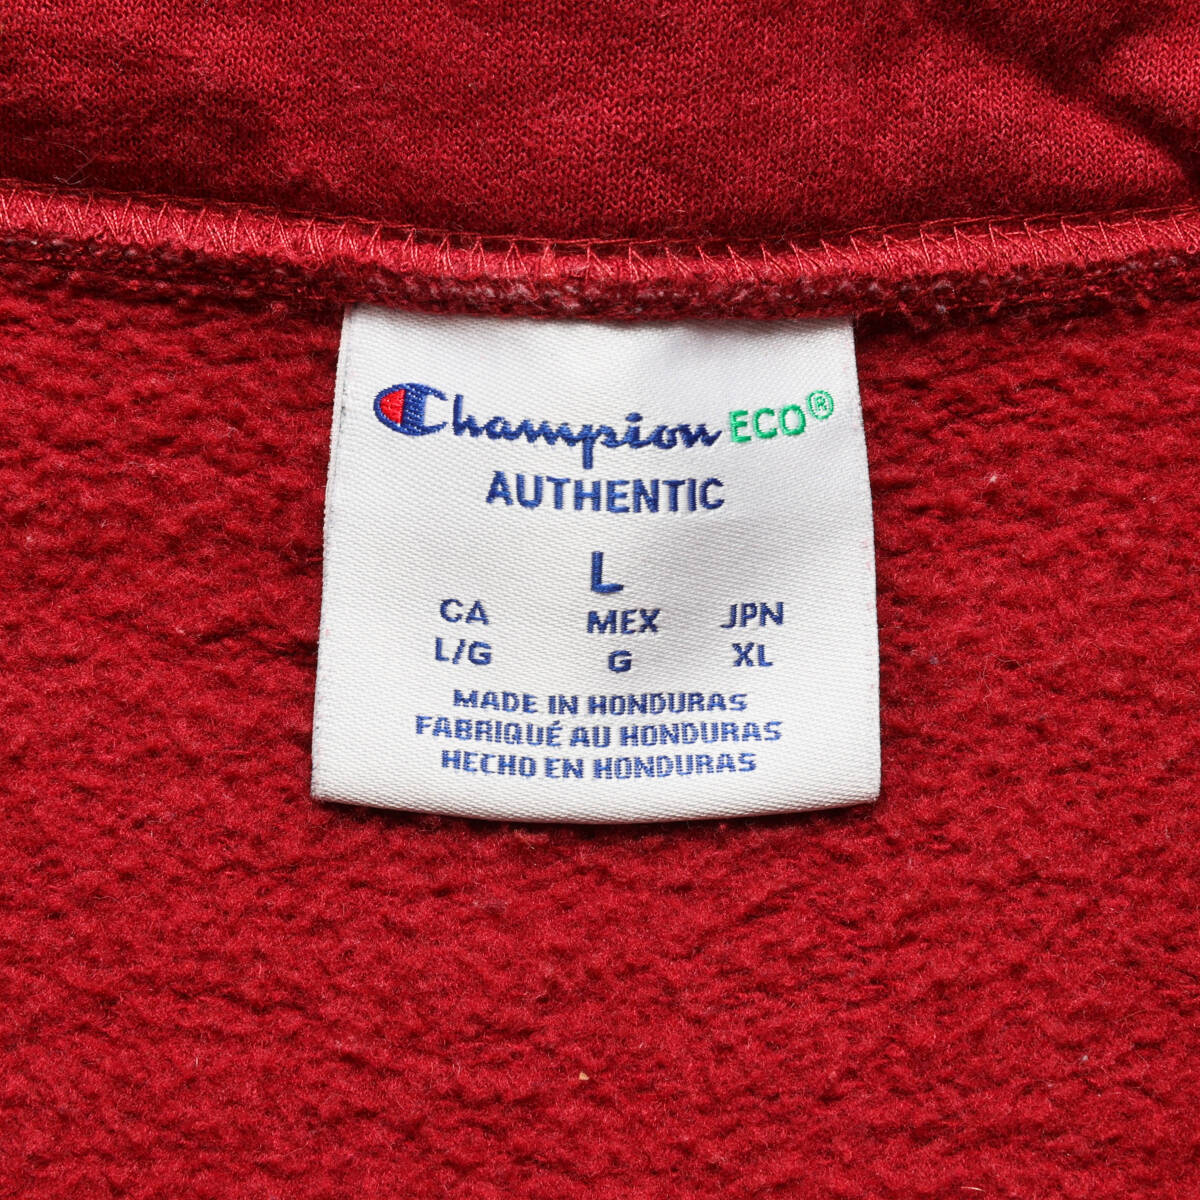 Champion ECO®
AUTHENTIC
L
CA MEX JPN
L/G G XL
MADE IN HONDURAS
FABRIQUÉ AU HONDURAS
HECHO EN HONDURAS